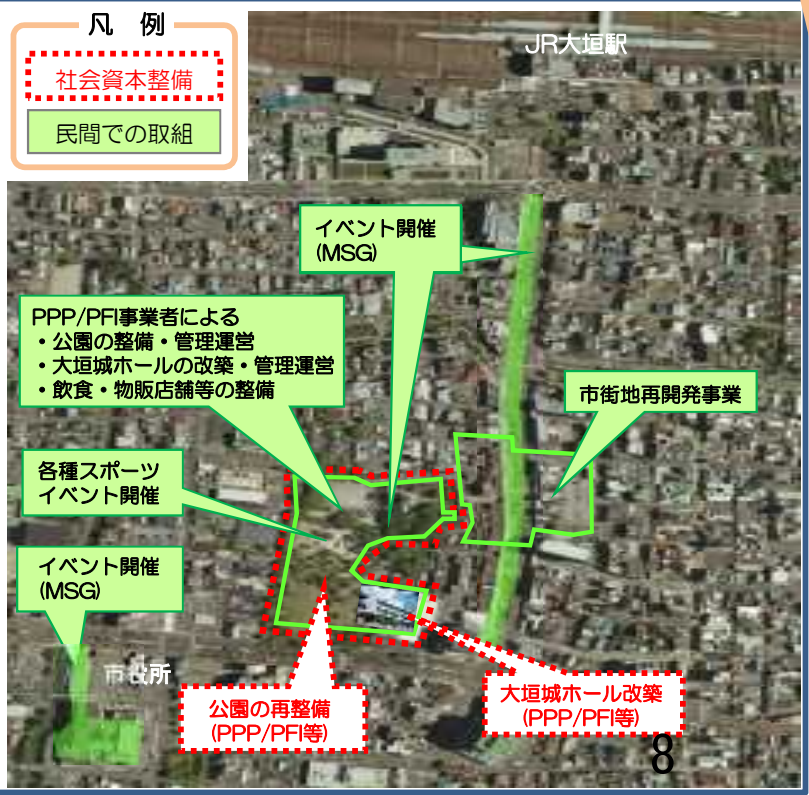 凡 例
社会資本整備
民間での取組
JR大垣駅
イベント開催
(MSG)
PPP/PFI事業者による
・公園の整備・管理運営
・大垣城ホールの改築・管理運営
・飲食・物販店舗等の整備
市街地再開発事業
各種スポーツ
イベント開催
イベント開催
(MSG)
市役所
公園の再整備
(PPP/PFI等)
大垣城ホール改築
(PPP/PFI等)
8